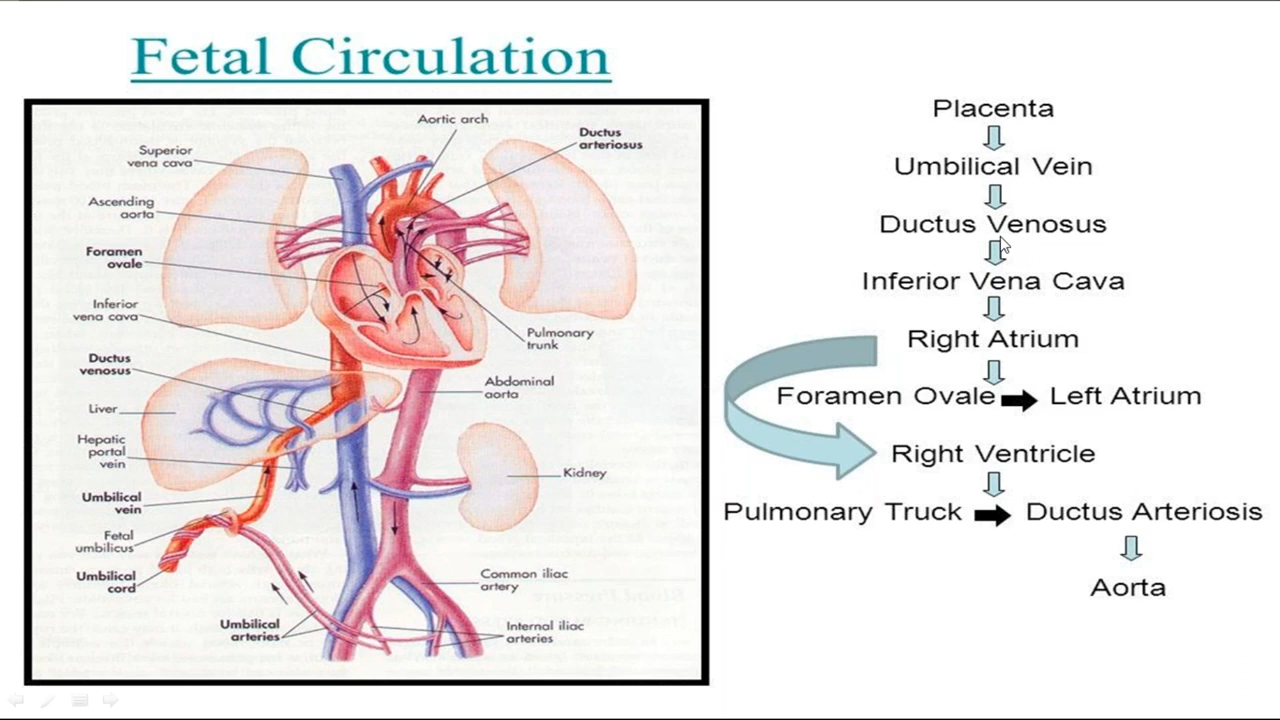 Fetal Circulation
Aortic arch
Ductus
arteriosus
Superior
vena cava
Ascending
aorta
Foramen
ovale
Inferior
vena cava
Pulmonary
trunk
Ductus
venosus
Abdominal
aorta
Liver
Hepatic
portal
vein
Kidney
Umbilical
vein
Fetal
umbilicus
Umbilical
cord
Common iliac
artery
Umbilical
arteries
Internal iliac
arteries
Placenta
Umbilical Vein
Ductus Venosus
Inferior Vena Cava
Right Atrium
Foramen Ovale Left Atrium
Right Ventricle
Pulmonary Truck Ductus Arteriosis
Aorta